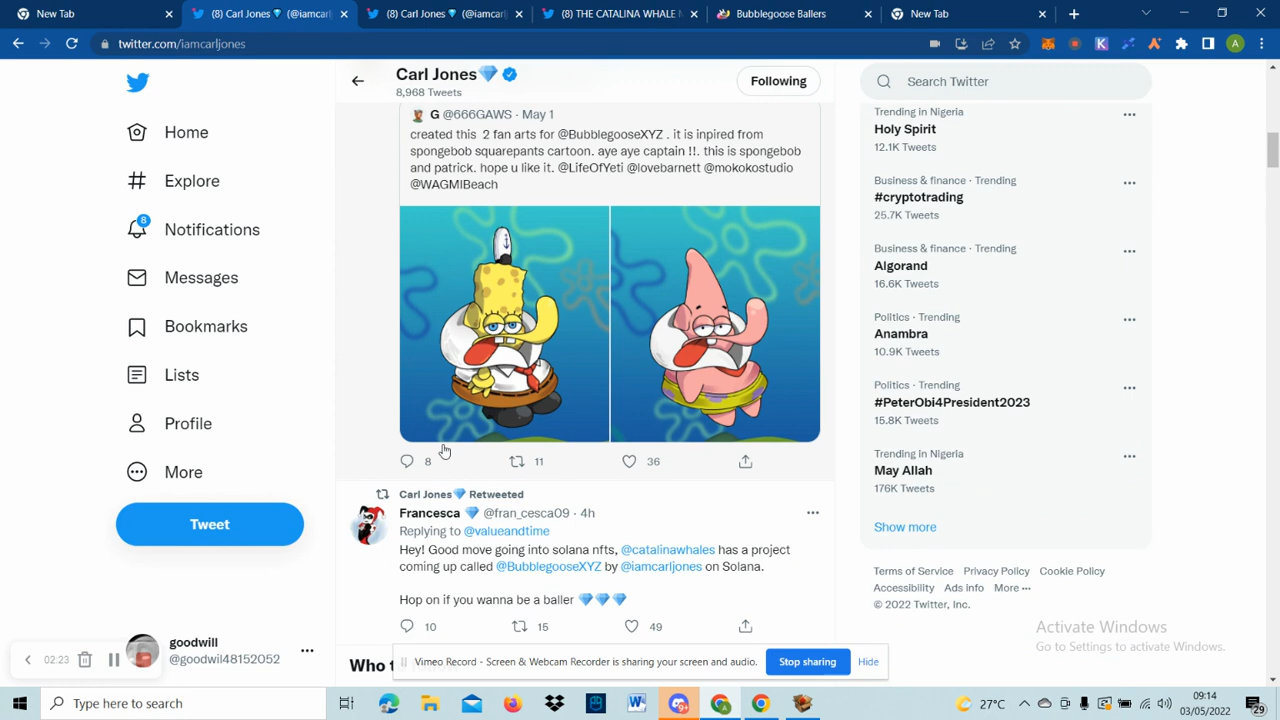 New Tab
(8) Carl Jones💎 (@iamcarljones
(8) Carl Jones💎 (@iamcarlj
(8) THE CATALINA WHALE M
Bubblegoose Ballers
New Tab
twitter.com/iamcarljones
K
A
Carl Jones💎
8,968 Tweets
Following
Search Twitter
Home
Explore
8
Notifications
Messages
Bookmarks
Lists
Profile
More
Tweet
goodwill
@goodwil48152052
02:23
G @666GAWS · May 1
created this 2 fan arts for @BubblegooseXYZ . it is inpired from
spongebob squarepants cartoon. aye aye captain !!. this is spongebob
and patrick. hope u like it. @LifeOfYeti @lovebarnett @mokokostudio
@WAGMIBeach
8 11 36
Carl Jones💎 Retweeted
Francesca 💎 @fran_cesca09 · 4h
Replying to @valueandtime
Hey! Good move going into solana nfts, @catalinawhales has a project
coming up called @BubblegooseXYZ by @iamcarljones on Solana.
Hop on if you wanna be a baller 💎💎💎
10 15 49
Who t
Vimeo Record - Screen & Webcam Recorder is sharing your screen and audio.
Stop sharing
Hide
Trending in Nigeria
Holy Spirit
12.1K Tweets
Business & finance · Trending
#cryptotrading
25.7K Tweets
Business & finance · Trending
Algorand
16.6K Tweets
Politics · Trending
Anambra
10.9K Tweets
Politics · Trending
#PeterObi4President2023
15.8K Tweets
Trending in Nigeria
May Allah
176K Tweets
Show more
Terms of Service Privacy Policy Cookie Policy
Accessibility Ads info More ···
© 2022 Twitter, Inc.
Activate Windows
Go to Settings to activate Windows.
Type here to search
27°C
09:14
03/05/2022
29